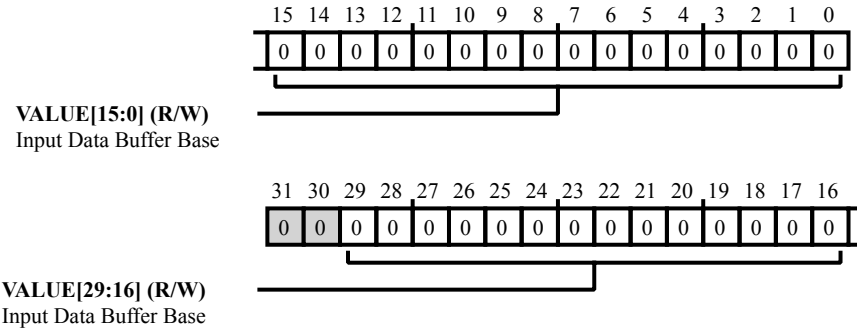 15 14 13 12 11 10 9 8 7 6 5 4 3 2 1 0
0 0 0 0 0 0 0 0 0 0 0 0 0 0 0 0
VALUE[15:0] (R/W)
Input Data Buffer Base
31 30 29 28 27 26 25 24 23 22 21 20 19 18 17 16
0 0 0 0 0 0 0 0 0 0 0 0 0 0 0 0
VALUE[29:16] (R/W)
Input Data Buffer Base